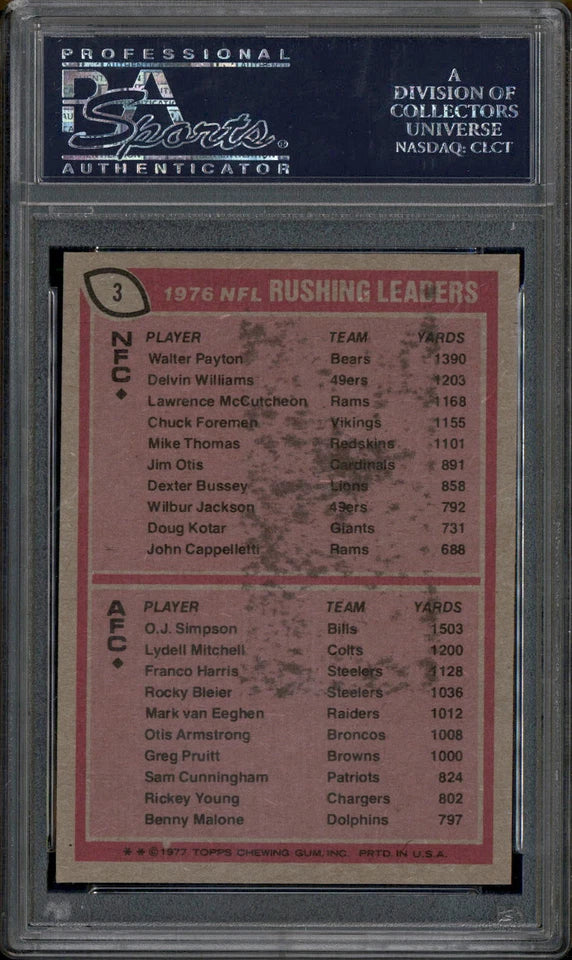 PROFESSIONAL
PSA
Sports®
AUTHENTICATOR
A
DIVISION OF
COLLECTORS
UNIVERSE
NASDAQ: CLCT
3
1976 NFL RUSHING LEADERS
NFC
PLAYER TEAM YARDS
Walter Payton Bears 1390
Delvin Williams 49ers 1203
Lawrence McCutcheon Rams 1168
Chuck Foremen Vikings 1155
Mike Thomas Redskins 1101
Jim Otis Cardinals 891
Dexter Bussey Lions 858
Wilbur Jackson 49ers 792
Doug Kotar Giants 731
John Cappelletti Rams 688
AFC
PLAYER TEAM YARDS
O.J. Simpson Bills 1503
Lydell Mitchell Colts 1200
Franco Harris Steelers 1128
Rocky Bleier Steelers 1036
Mark van Eeghen Raiders 1012
Otis Armstrong Broncos 1008
Greg Pruitt Browns 1000
Sam Cunningham Patriots 824
Rickey Young Chargers 802
Benny Malone Dolphins 797
* * © 1977 TOPPS CHEWING GUM, INC. PRTD. IN U.S.A.